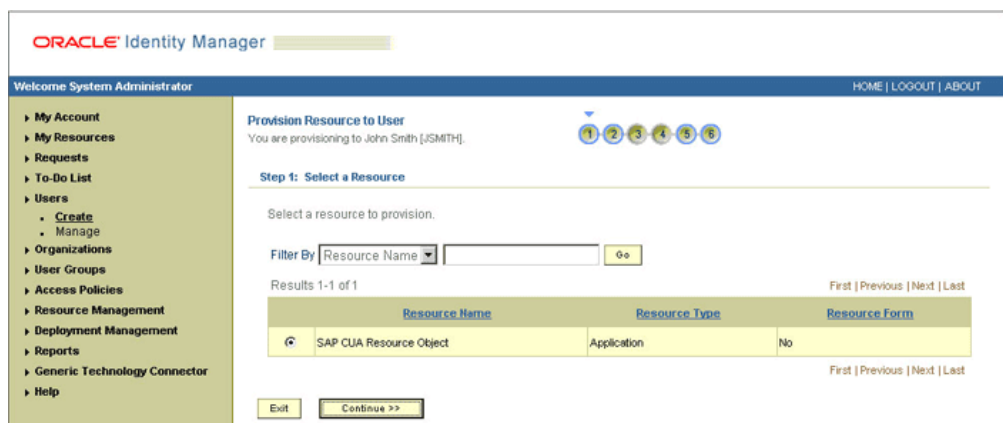 ORACLE Identity Manager
Welcome System Administrator
HOME | LOGOUT | ABOUT
My Account
My Resources
Requests
To-Do List
Users
Create
Manage
Organizations
User Groups
Access Policies
Resource Management
Deployment Management
Reports
Generic Technology Connector
Help
Provision Resource to User
You are provisioning to John Smith [JSMITH].
1 2 3 4 5 6
Step 1: Select a Resource
Select a resource to provision.
Filter By Resource Name Go
Results 1-1 of 1
First | Previous | Next | Last
Resource Name Resource Type Resource Form
SAP CUA Resource Object Application No
First | Previous | Next | Last
Exit Continue >>